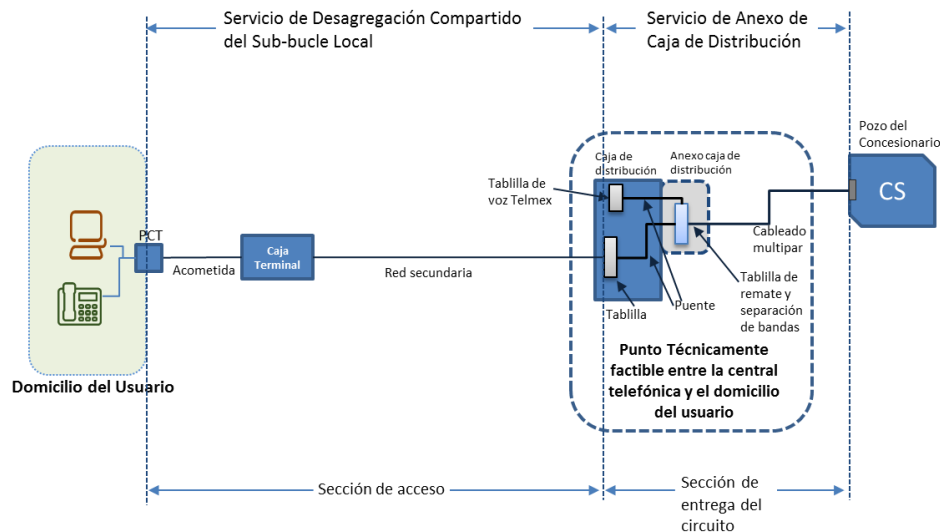 Servicio de Desagregación Compartido
del Sub-bucle Local
Servicio de Anexo de
Caja de Distribución
Pozo del
Concesionario
CS
Caja de
distribución
Anexo caja de
distribución
Tablilla de
voz Telmex
PCT
Acometida
Caja
Terminal
Red secundaria
Cableado
multipar
Tablilla de
remate y
separación
de bandas
Puente
Tablilla
Punto Técnicamente
factible entre la central
telefónica y el domicilio
del usuario
Domicilio del Usuario
Sección de acceso
Sección de
entrega del
circuito